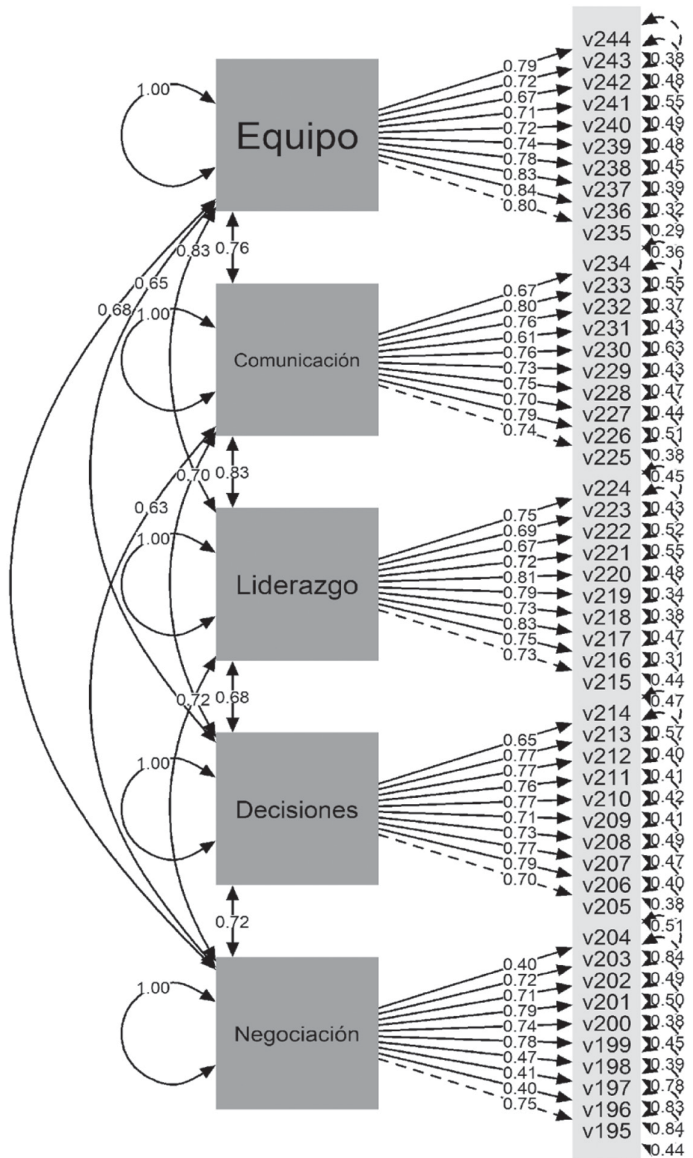 1.00
Equipo
0.79 v244 0.38
0.72 v243 0.48
0.67 v242 0.55
0.71 v241 0.49
0.72 v240 0.48
0.74 v239 0.45
0.78 v238 0.39
0.83 v237 0.32
0.84 v236 0.29
0.80 v235 0.36
0.83 0.76
0.65
0.68
1.00
Comunicación
0.67 v234 0.55
0.80 v233 0.37
0.76 v232 0.43
0.61 v231 0.63
0.76 v230 0.43
0.73 v229 0.47
0.75 v228 0.44
0.70 v227 0.51
0.79 v226 0.38
0.74 v225 0.45
0.70 0.83
0.63
1.00
Liderazgo
0.75 v224 0.43
0.69 v223 0.52
0.67 v222 0.55
0.72 v221 0.48
0.81 v220 0.34
0.79 v219 0.38
0.73 v218 0.47
0.83 v217 0.31
0.75 v216 0.44
0.73 v215 0.47
0.72 0.68
1.00
Decisiones
0.65 v214 0.57
0.77 v213 0.40
0.77 v212 0.41
0.76 v211 0.42
0.77 v210 0.41
0.71 v209 0.49
0.73 v208 0.47
0.77 v207 0.40
0.79 v206 0.38
0.70 v205 0.51
0.72
1.00
Negociación
0.40 v204 0.84
0.72 v203 0.49
0.71 v202 0.50
0.79 v201 0.38
0.74 v200 0.45
0.78 v199 0.39
0.47 v198 0.78
0.41 v197 0.83
0.40 v196 0.84
0.75 v195 0.44